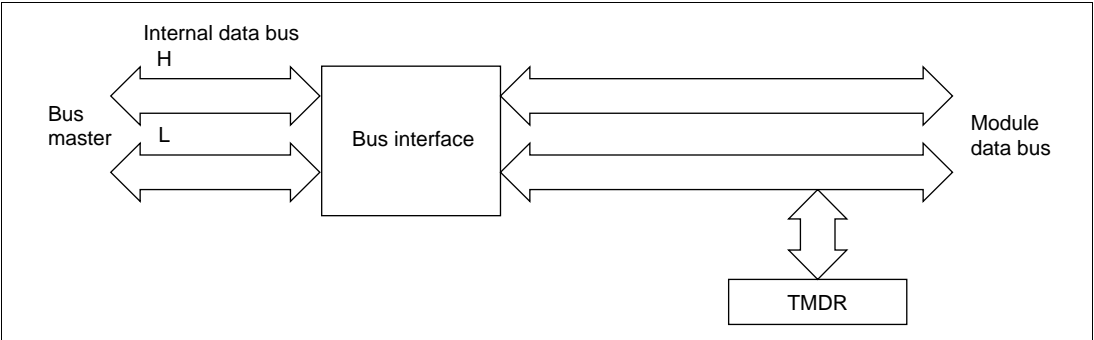 Internal data bus
H
Bus
master
L
Bus interface
Module
data bus
TMDR